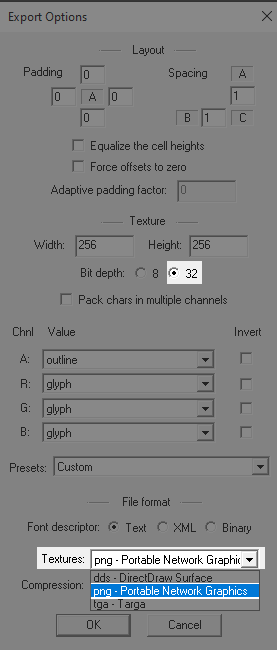 Export Options
Layout
Padding Spacing
0 A
0 A 0 1
0 B 1 C
Equalize the cell heights
Force offsets to zero
Adaptive padding factor: 0
Texture
Width: 256 Height: 256
Bit depth: 8 32
Pack chars in multiple channels
Chnl Value Invert
A: outline
R: glyph
G: glyph
B: glyph
Presets: Custom
File format
Font descriptor: Text XML Binary
Textures: png - Portable Network Graphic
dds - DirectDraw Surface
Compression: png - Portable Network Graphics
tga - Targa
OK Cancel